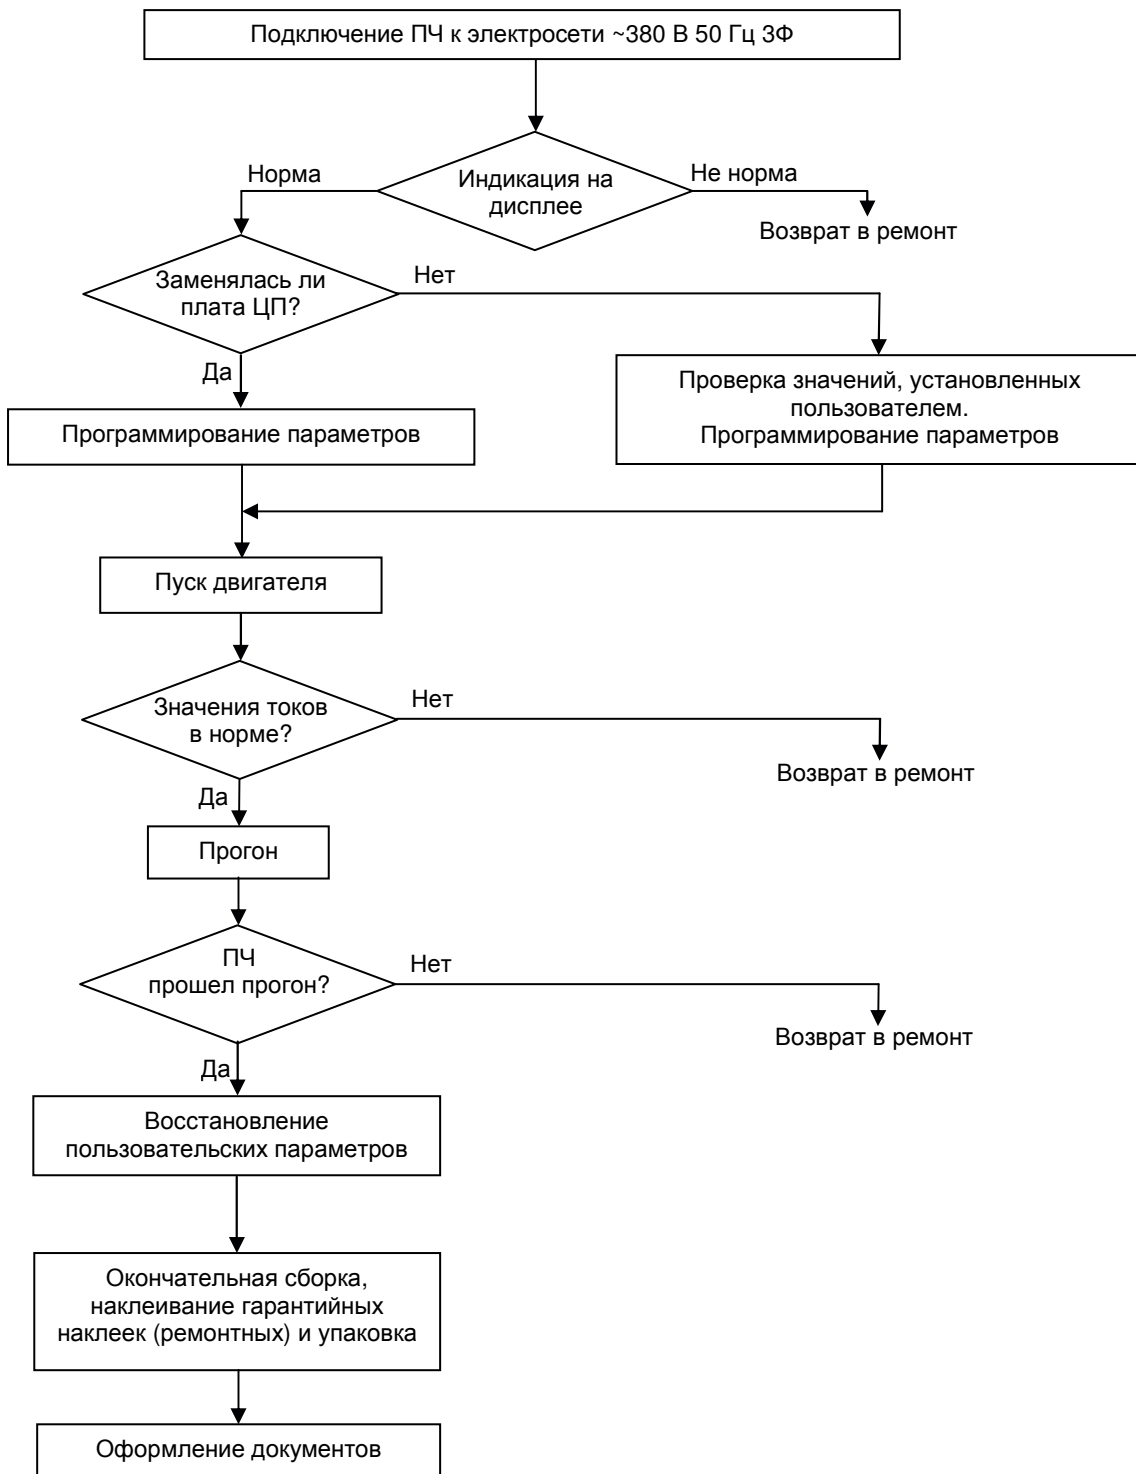 Подключение ПЧ к электросети ~380 В 50 Гц 3Ф
Норма
Индикация на
дисплее
Не норма
Возврат в ремонт
Заменялась ли
плата ЦП?
Нет
Да
Проверка значений, установленных
пользователем.
Программирование параметров
Программирование параметров
Пуск двигателя
Значения токов
в норме?
Нет
Возврат в ремонт
Да
Прогон
ПЧ
прошел прогон?
Нет
Возврат в ремонт
Да
Восстановление
пользовательских параметров
Окончательная сборка,
наклеивание гарантийных
наклеек (ремонтных) и упаковка
Оформление документов